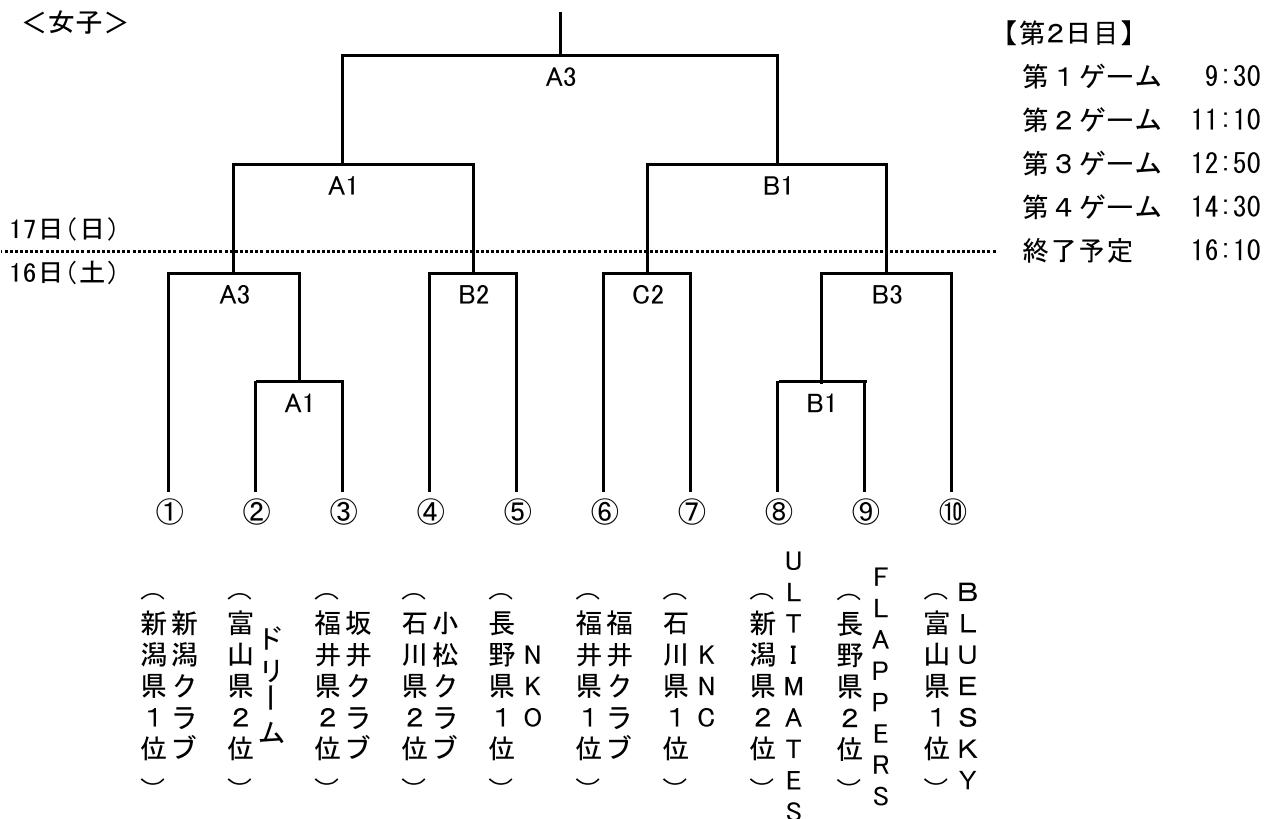 ＜女子＞
【第２日目】
第１ゲーム　9:30
第２ゲーム　11:10
第３ゲーム　12:50
第４ゲーム　14:30
終了予定　16:10
A3
A1
B1
17日（日）
16日（土）
A3
B2
C2
B3
A1
B1
①
②
③
④
⑤
⑥
⑦
⑧
⑨
⑩
新潟クラブ
（新潟県１位）
ドリーム
（富山県２位）
坂井クラブ
（福井県２位）
小松クラブ
（石川県２位）
NKO
（長野県１位）
福井クラブ
（福井県１位）
KNC
（石川県１位）
ULTIMATES
（新潟県２位）
FLAPPERS
（長野県２位）
BLUESKY
（富山県１位）